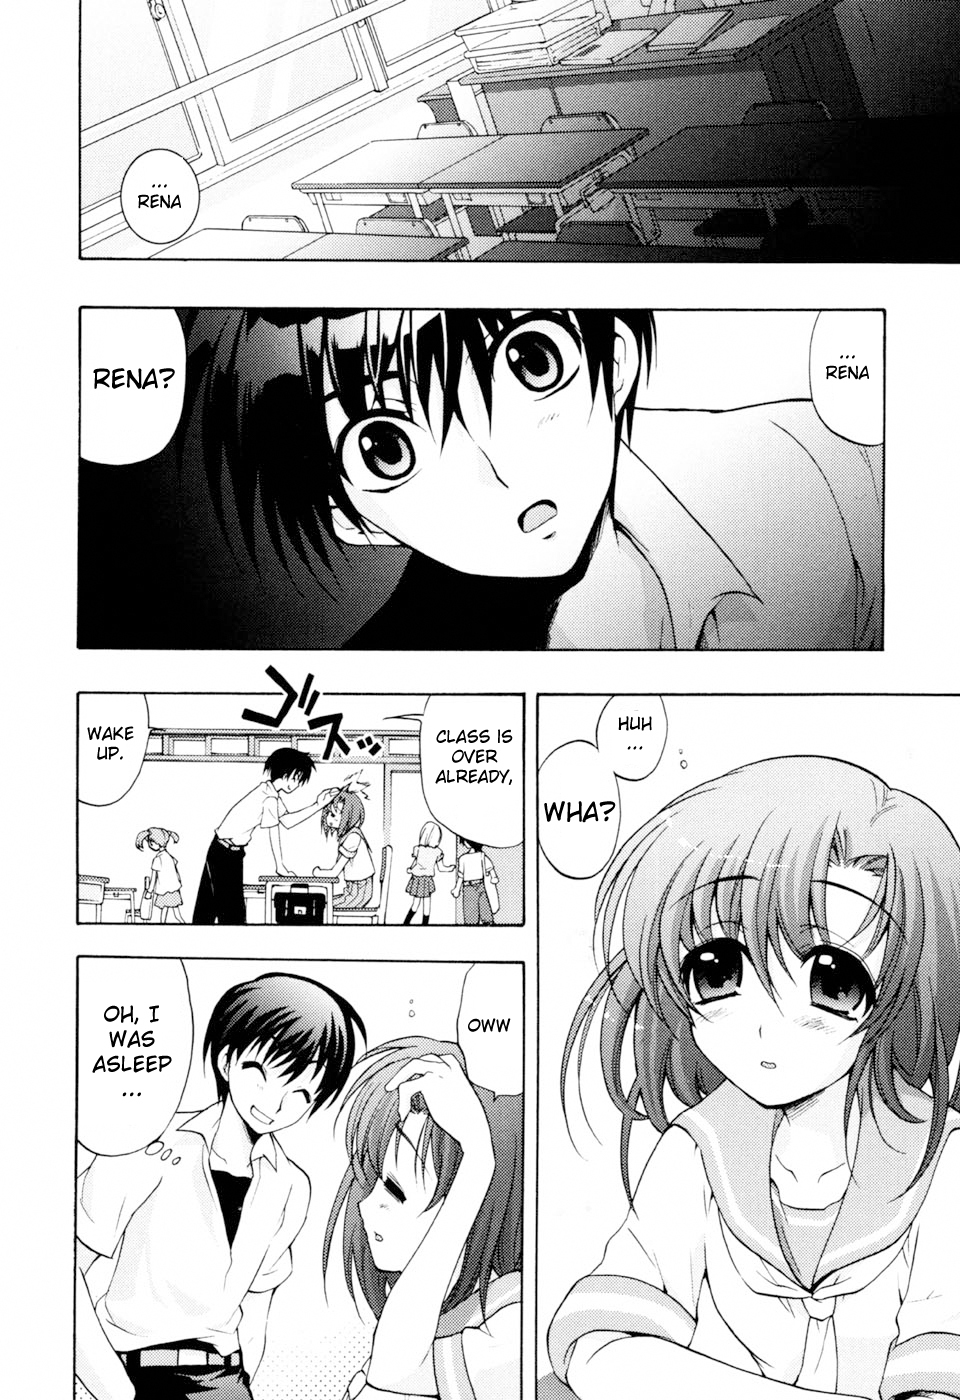 ...
RENA
...
RENA
RENA?
HUH
...
WHA?
CLASS IS
OVER
ALREADY,
WAKE
UP.
ゴスッ
OWW
OH, I
WAS
ASLEEP
...